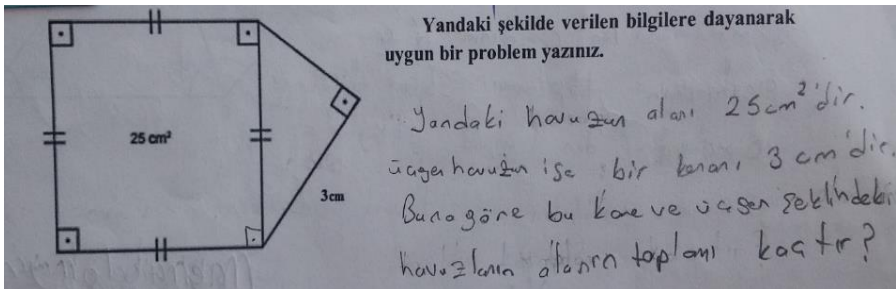 Yandaki şekilde verilen bilgilere dayanarak
uygun bir problem yazınız.
25 cm²
3cm
Yandaki havuzun alanı 25cm²'dir.
üçgen havuzun ise bir kenarı 3 cm'dir.
Buna göre bu kare ve üçgen şeklindeki
havuzların alanın toplamı kaçtır?